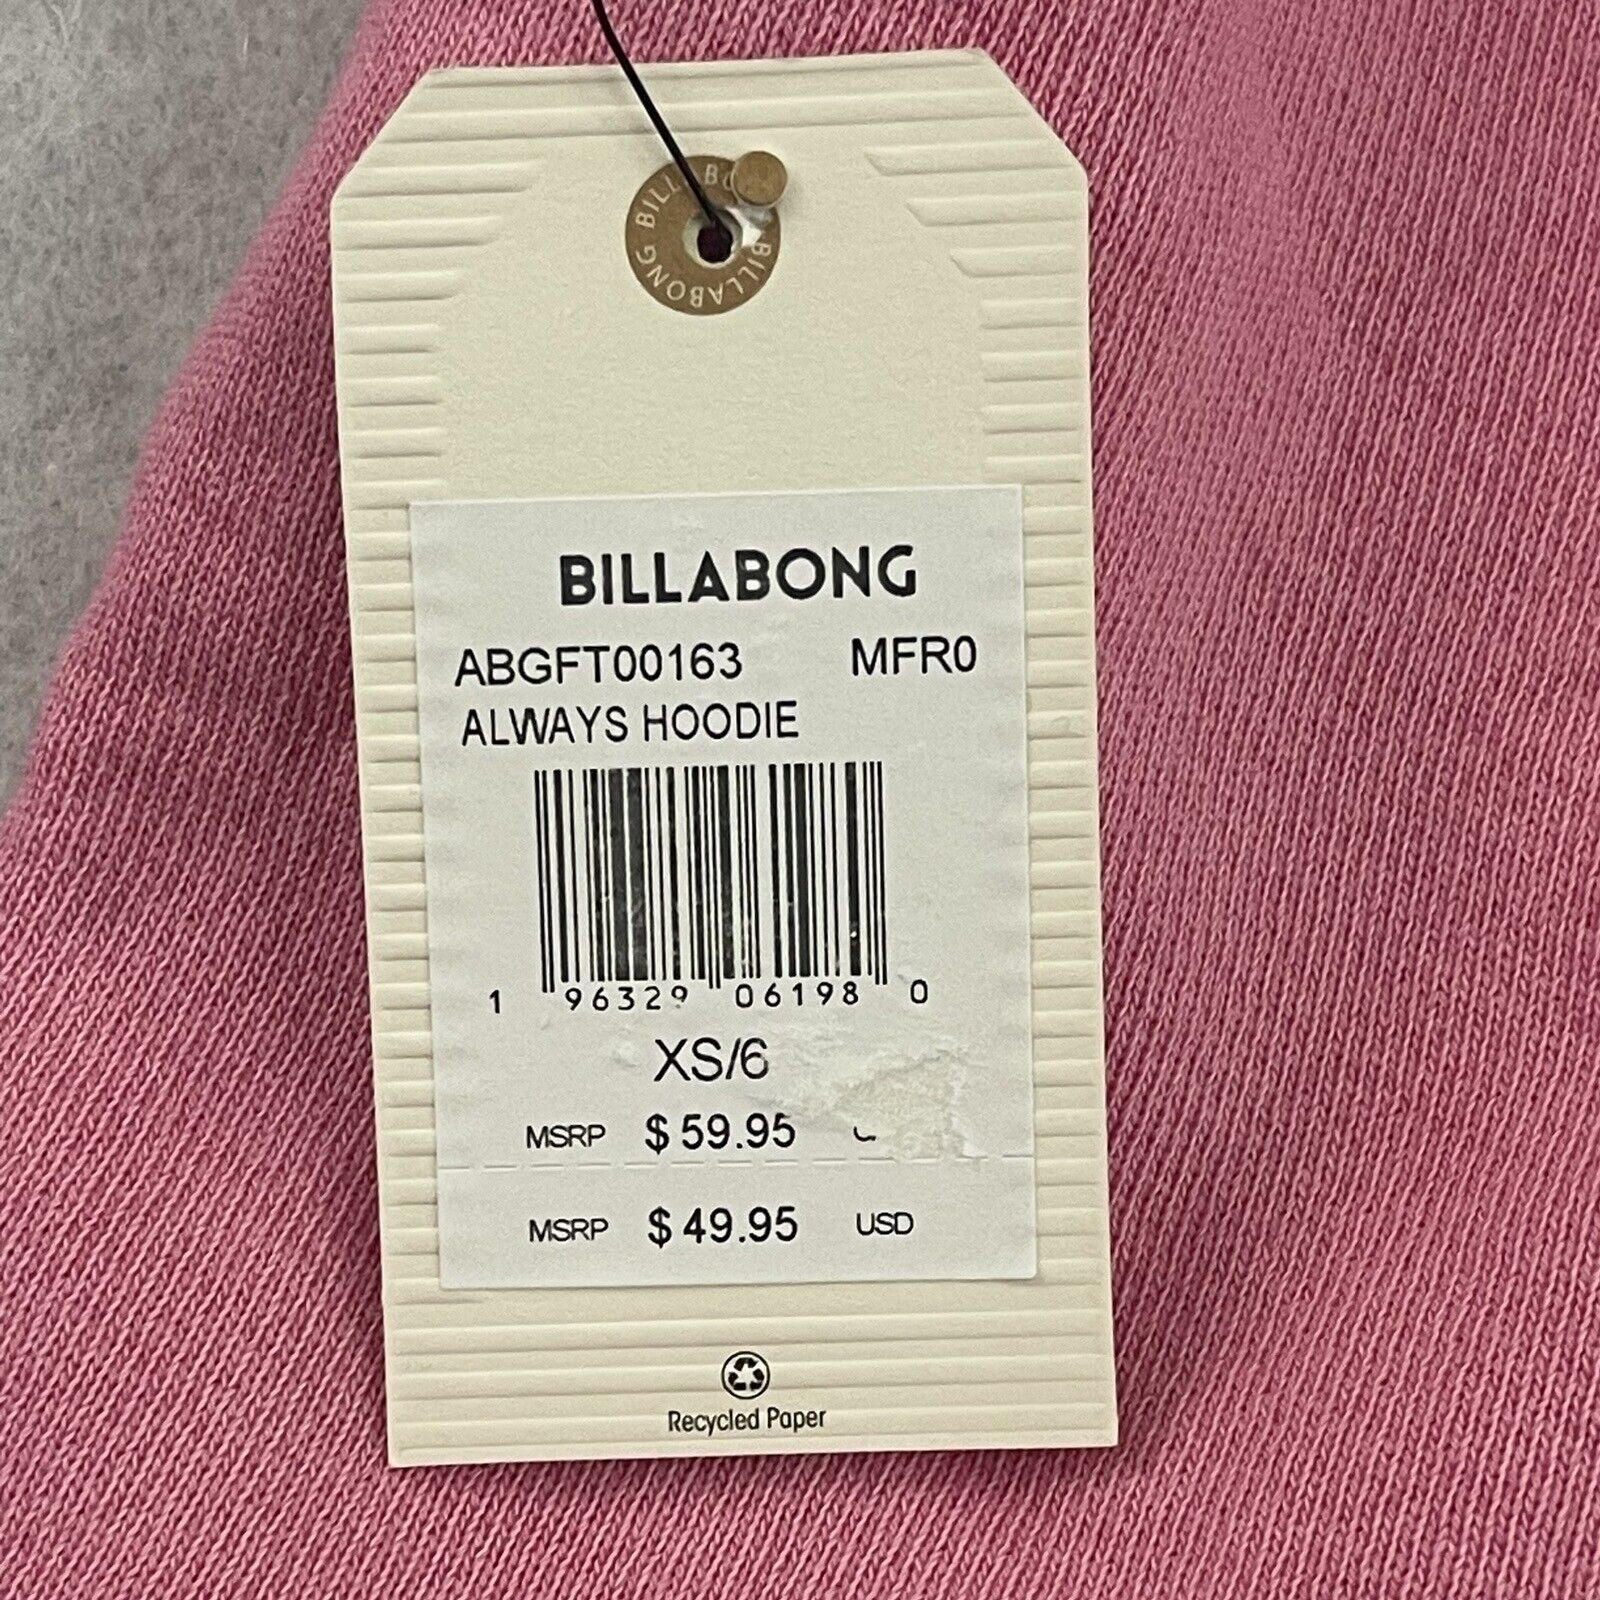 BILLABONG BILLABONG
BILLABONG
ABGFT00163 MFR0
ALWAYS HOODIE
1 96329 06198 0
XS/6
MSRP $ 59.95
MSRP $ 49.95 USD
Recycled Paper